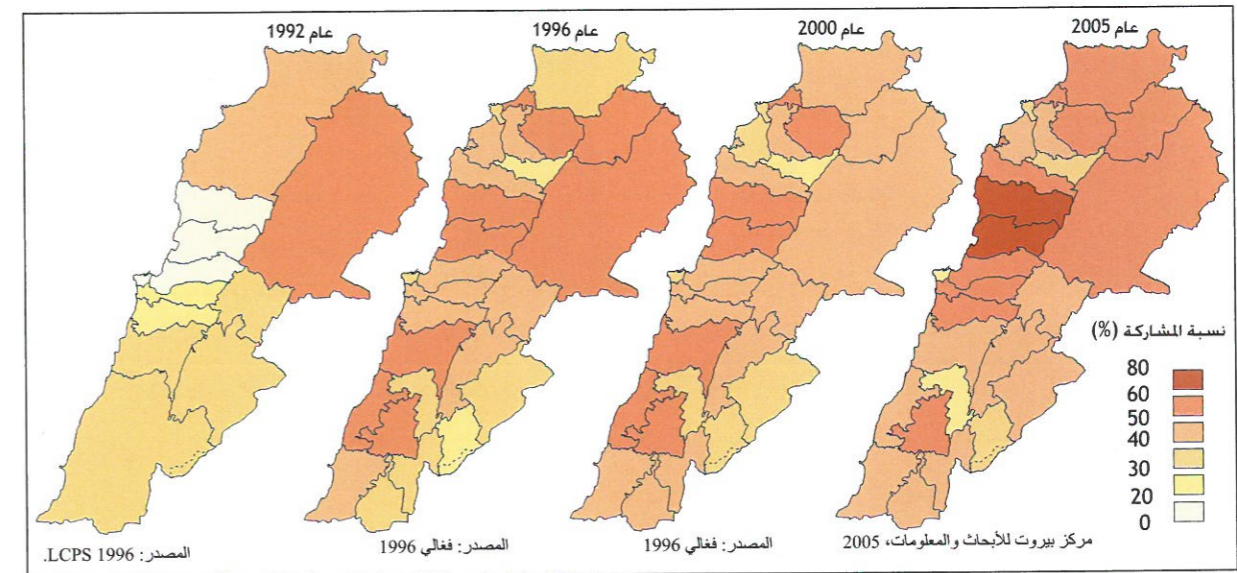 عام 1992
عام 1996
عام 2000
عام 2005
نسبة المشاركة (%)
80
60
50
40
30
20
0
المصدر: LCPS 1996.
المصدر: فغالي 1996
المصدر: فغالي 1996
مركز بيروت للأبحاث والمعلومات، 2005